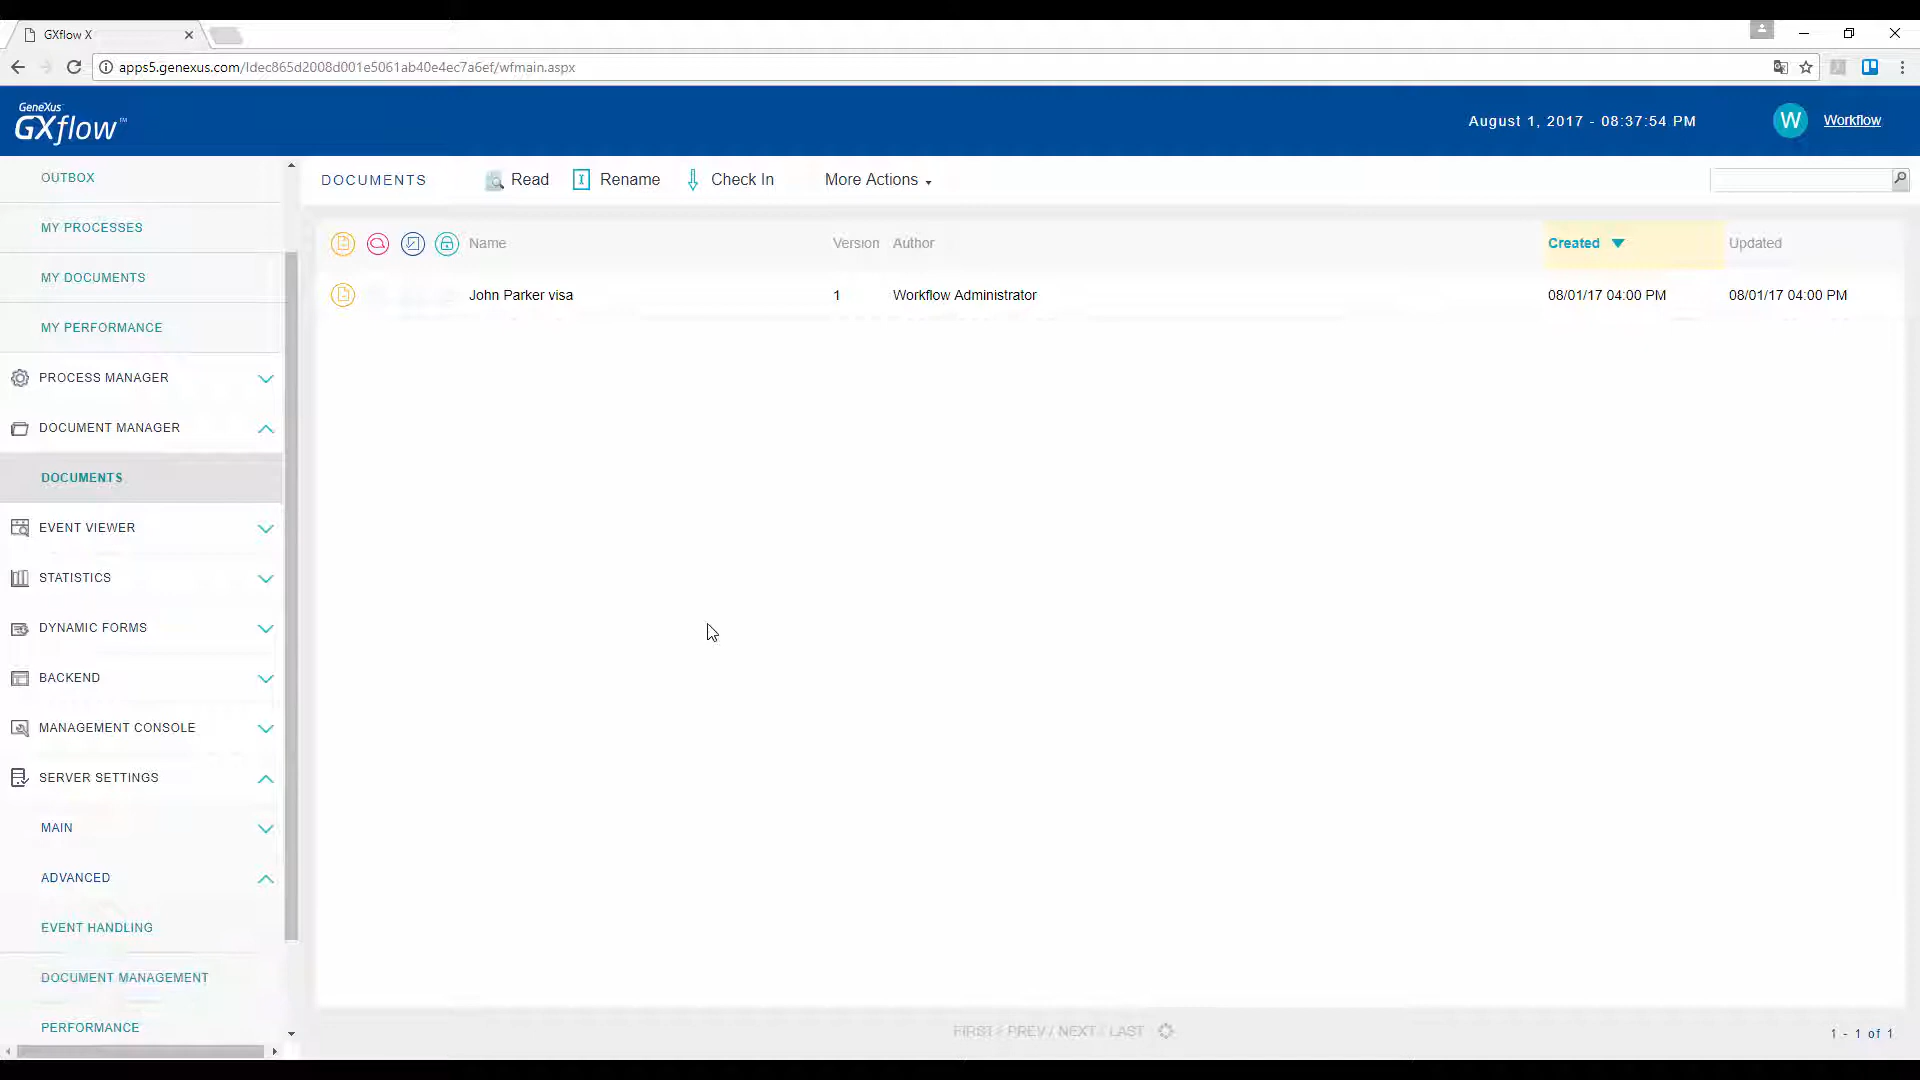 GXflow X
apps5.genexus.com/Idec865d2008d001e5061ab40e4ec7a6ef/wfmain.aspx
GeneXus
GXflow™
August 1, 2017 - 08:37:54 PM
W
Workflow
OUTBOX
MY PROCESSES
MY DOCUMENTS
MY PERFORMANCE
PROCESS MANAGER
DOCUMENT MANAGER
DOCUMENTS
EVENT VIEWER
STATISTICS
DYNAMIC FORMS
BACKEND
MANAGEMENT CONSOLE
SERVER SETTINGS
MAIN
ADVANCED
EVENT HANDLING
DOCUMENT MANAGEMENT
PERFORMANCE
DOCUMENTS Read Rename Check In More Actions
Name Version Author Created Updated
John Parker visa 1 Workflow Administrator 08/01/17 04:00 PM 08/01/17 04:00 PM
FIRST / PREV / NEXT / LAST
1 - 1 of 1